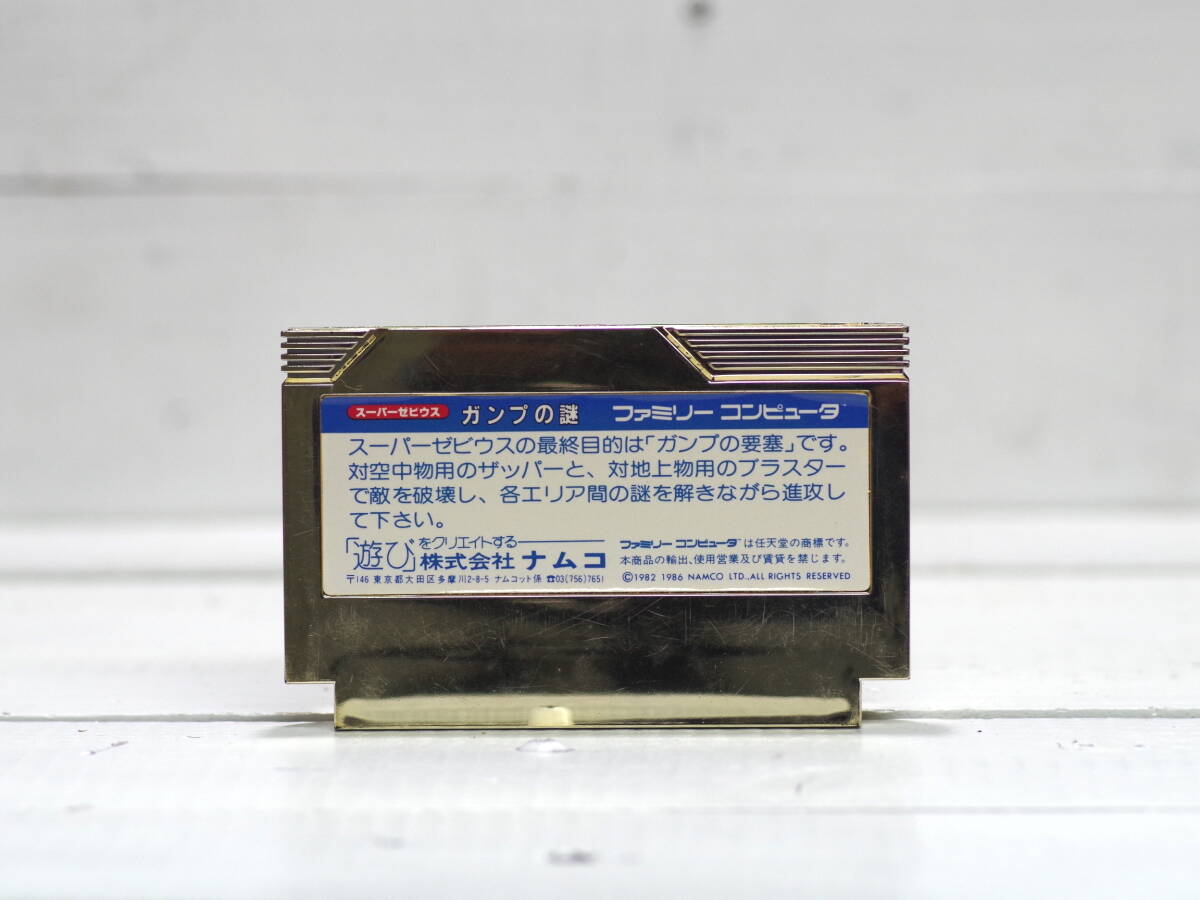 スーパーゼビウス ガンプの謎 ファミリー コンピュータ™
スーパーゼビウスの最終目的は「ガンプの要塞」です。
対空中物用のザッパーと、対地上物用のブラスター
で敵を破壊し、各エリア間の謎を解きながら進攻し
て下さい。
「遊び」をクリエイトする 株式会社 ナムコ
〒146 東京都大田区多摩川2-8-5 ナムコット係 ☎03(756)7651
ファミリー コンピュータ™は任天堂の商標です。
本商品の輸出、使用営業及び賃貸を禁じます。
©1982 1986 NAMCO LTD.,ALL RIGHTS RESERVED